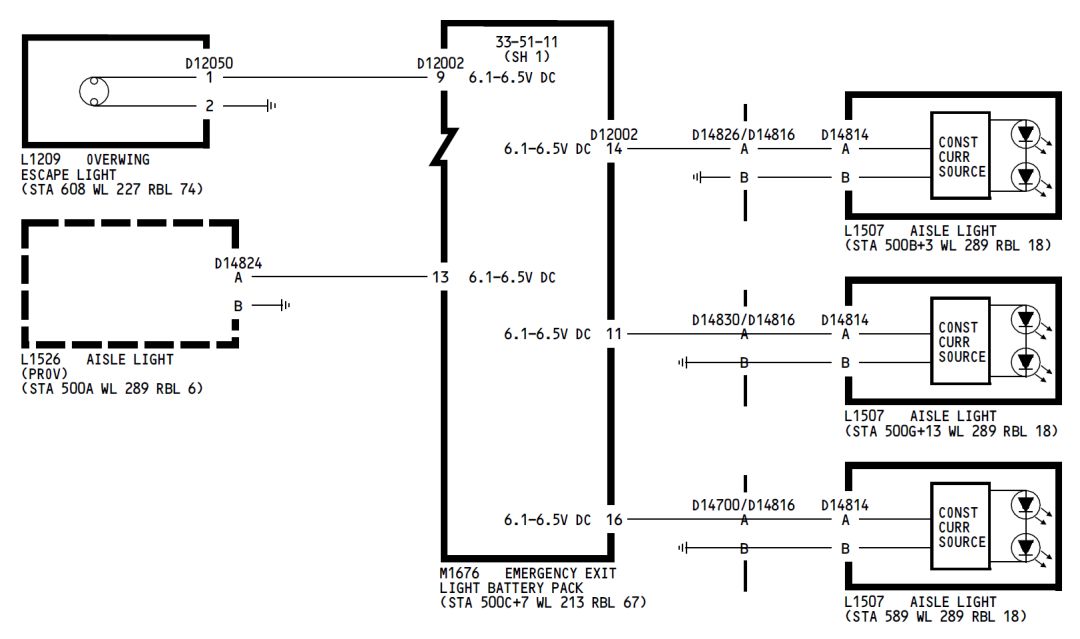 33-51-11
(SH 1)
D12050
1
2
L1209 OVERWING
ESCAPE LIGHT
(STA 608 WL 227 RBL 74)
D14824
A
B
L1526 AISLE LIGHT
(PROV)
(STA 500A WL 289 RBL 6)
D12002
9 6.1-6.5V DC
13 6.1-6.5V DC
D12002
6.1-6.5V DC 14
6.1-6.5V DC 11
6.1-6.5V DC 16
M1676 EMERGENCY EXIT
LIGHT BATTERY PACK
(STA 500C+7 WL 213 RBL 67)
D14826/D14816
A
B
D14814
A
B
CONST
CURR
SOURCE
L1507 AISLE LIGHT
(STA 500B+3 WL 289 RBL 18)
D14830/D14816
A
B
D14814
A
B
CONST
CURR
SOURCE
L1507 AISLE LIGHT
(STA 500G+13 WL 289 RBL 18)
D14700/D14816
A
B
D14814
A
B
CONST
CURR
SOURCE
L1507 AISLE LIGHT
(STA 589 WL 289 RBL 18)